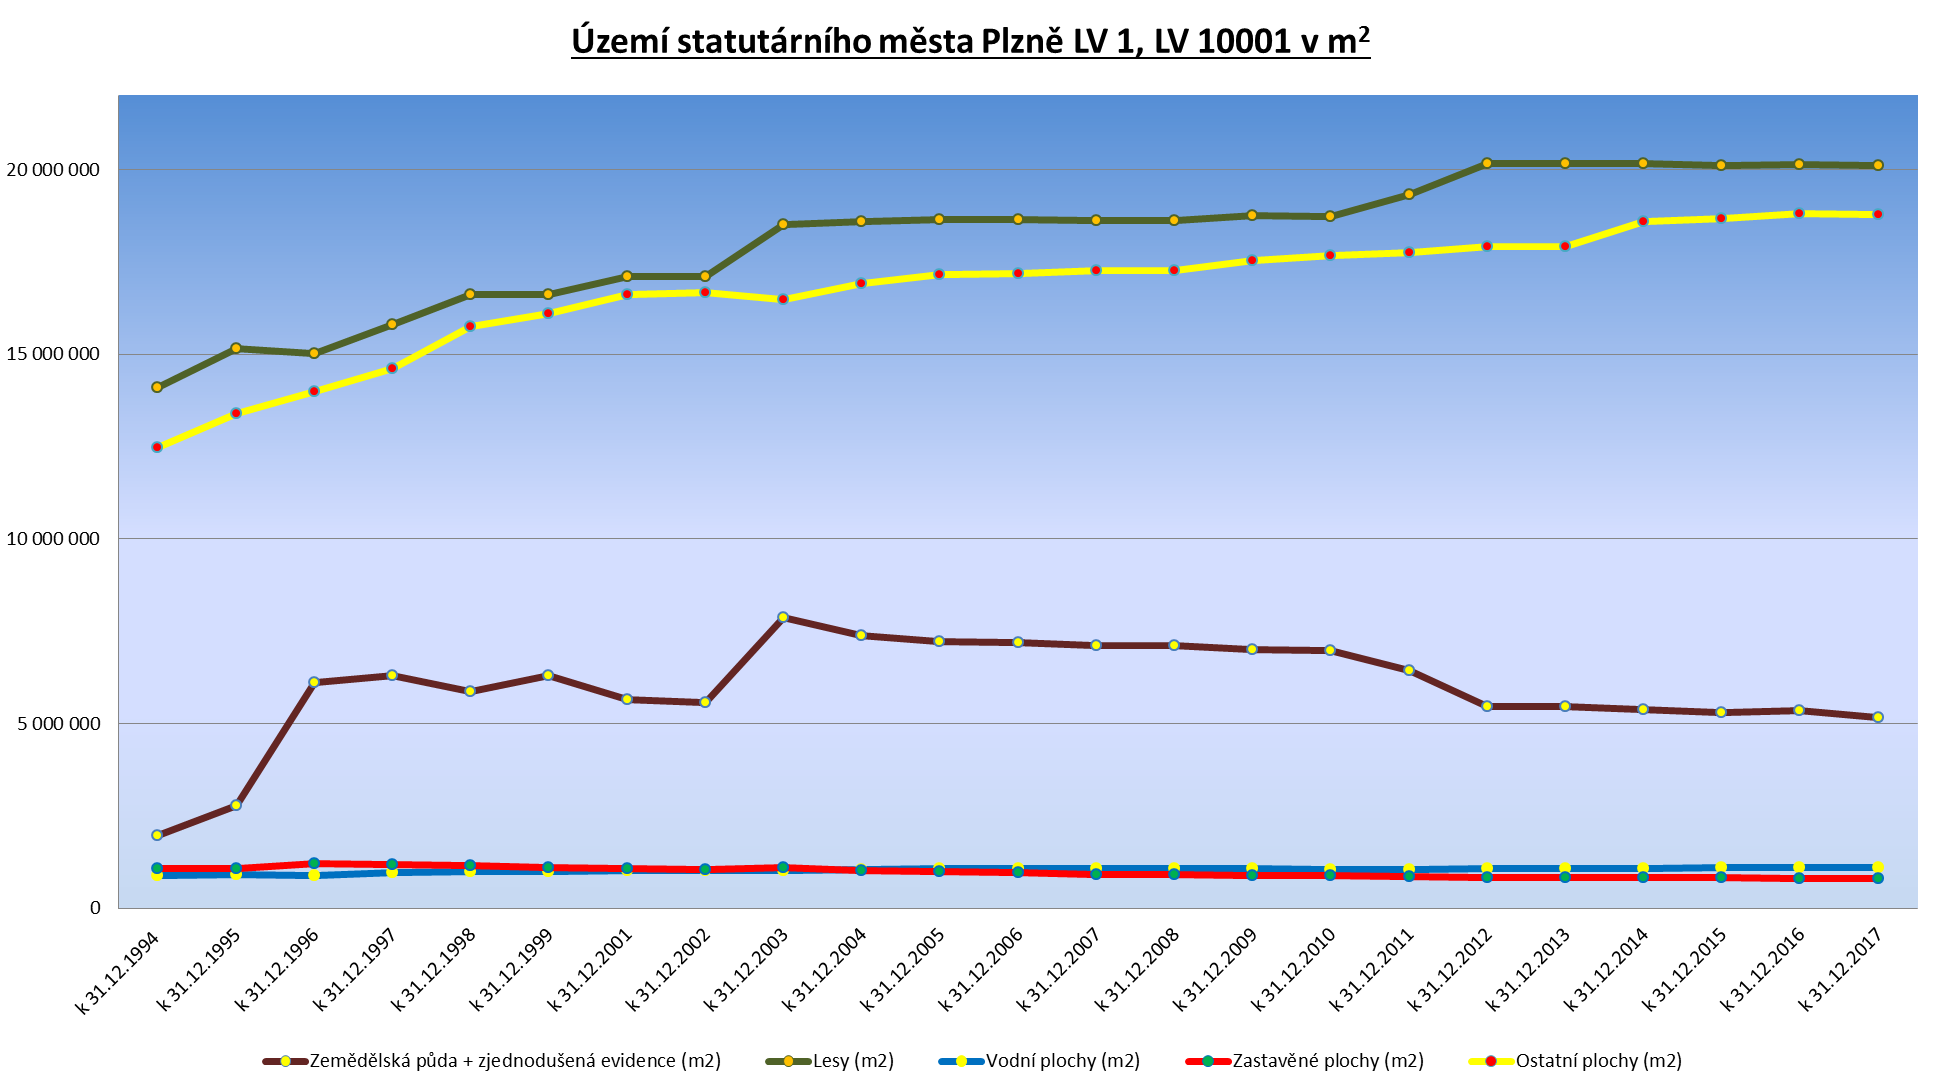 Území statutárního města Plzně LV 1, LV 10001 v m²
20 000 000
15 000 000
10 000 000
5 000 000
0
k 31.12.1994
k 31.12.1995
k 31.12.1996
k 31.12.1997
k 31.12.1998
k 31.12.1999
k 31.12.2001
k 31.12.2002
k 31.12.2003
k 31.12.2004
k 31.12.2005
k 31.12.2006
k 31.12.2007
k 31.12.2008
k 31.12.2009
k 31.12.2010
k 31.12.2011
k 31.12.2012
k 31.12.2013
k 31.12.2014
k 31.12.2015
k 31.12.2016
k 31.12.2017
Zemědělská půda + zjednodušená evidence (m2)
Lesy (m2)
Vodní plochy (m2)
Zastavěné plochy (m2)
Ostatní plochy (m2)